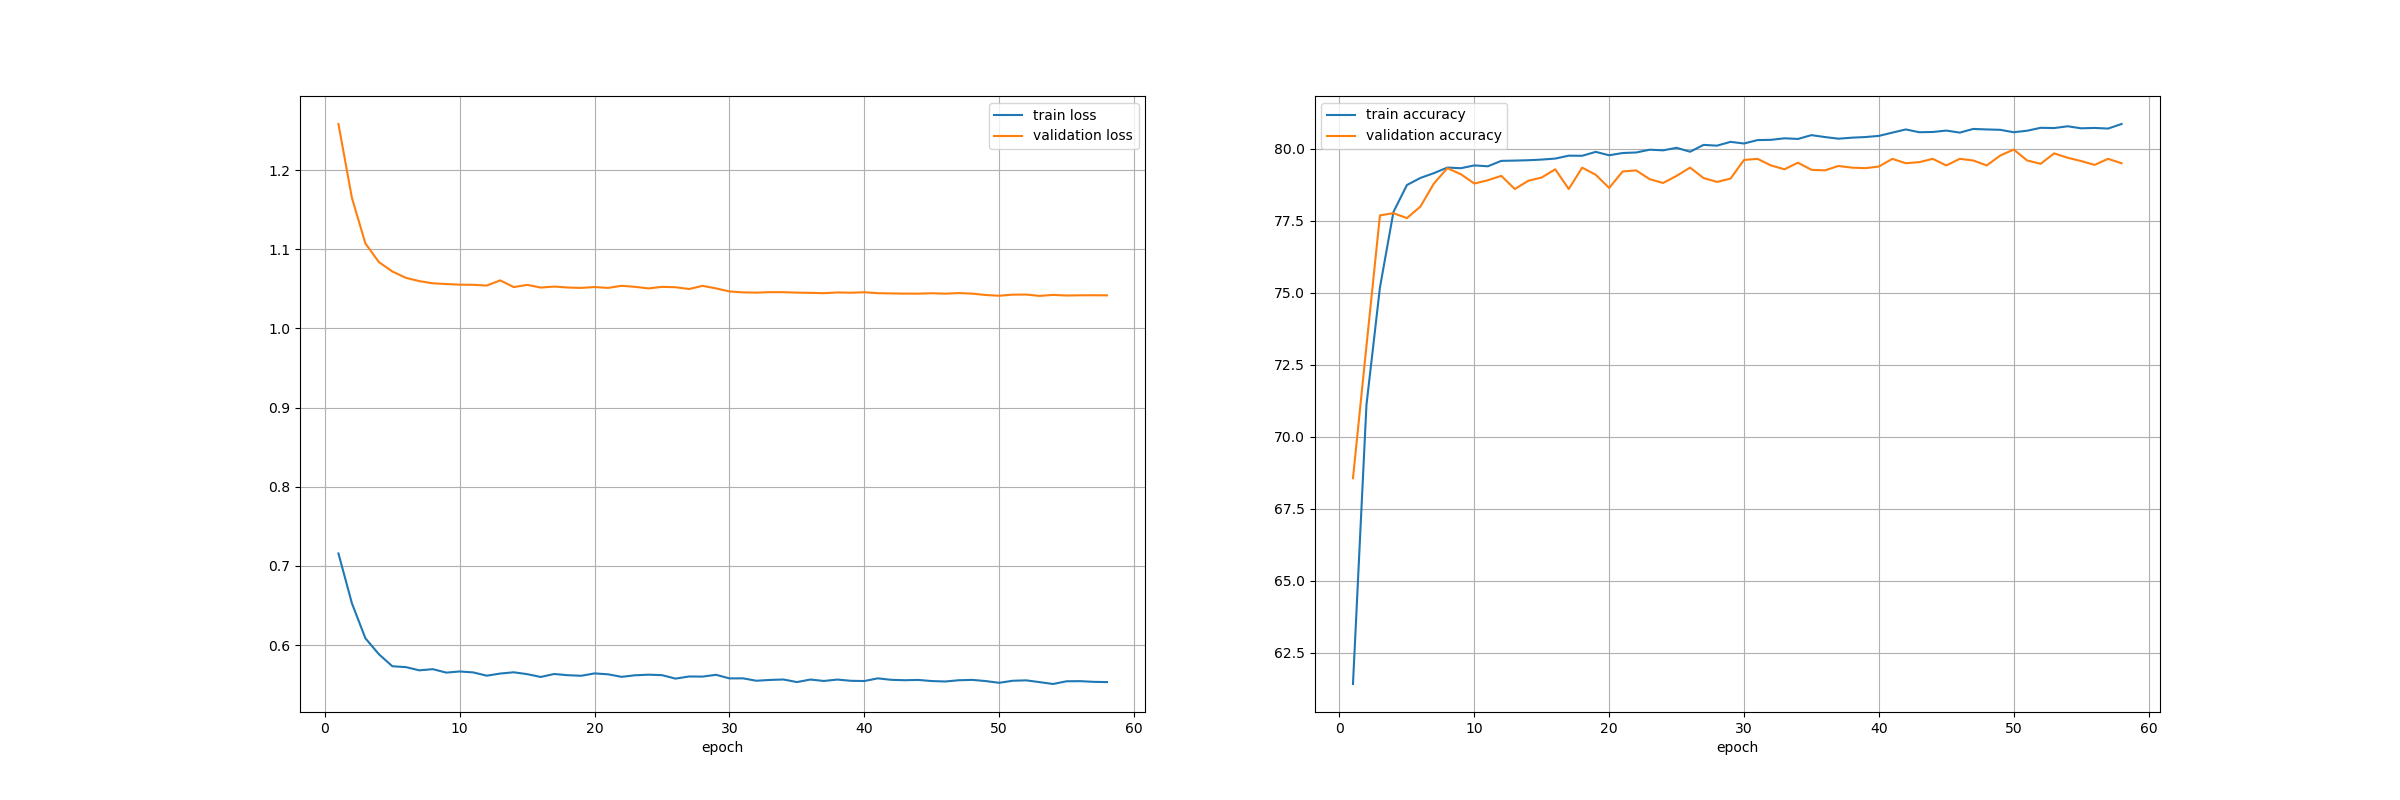 train loss
validation loss
1.2
1.1
1.0
0.9
0.8
0.7
0.6
0 10 20 30 40 50 60
epoch
train accuracy
validation accuracy
80.0
77.5
75.0
72.5
70.0
67.5
65.0
62.5
0 10 20 30 40 50 60
epoch